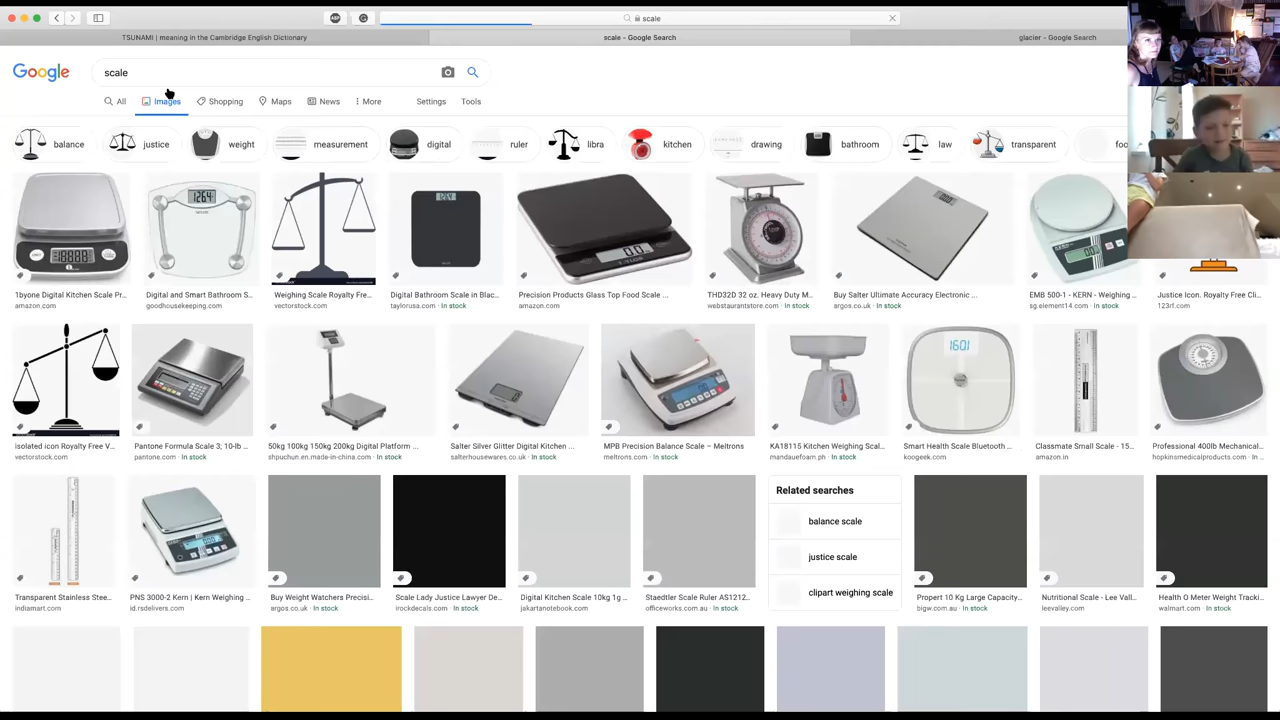 scale
TSUNAMI | meaning in the Cambridge English Dictionary
scale - Google Search
glacier - Google Search
Google
scale
All
Images
Shopping
Maps
News
More
Settings
Tools
balance
justice
weight
measurement
digital
ruler
libra
kitchen
drawing
bathroom
law
transparent
foo
1byone Digital Kitchen Scale Pr...
amazon.com
Digital and Smart Bathroom S...
goodhousekeeping.com
Weighing Scale Royalty Fre...
vectorstock.com
Digital Bathroom Scale in Blac...
taylorusa.com · In stock
Precision Products Glass Top Food Scale ...
amazon.com
THD32D 32 oz. Heavy Duty M...
webstaurantstore.com · In stock
Buy Salter Ultimate Accuracy Electronic ...
argos.co.uk · In stock
EMB 500-1 - KERN - Weighing ...
sg.element14.com · In stock
Justice Icon. Royalty Free Cli...
123rf.com
isolated icon Royalty Free V...
vectorstock.com
Pantone Formula Scale 3; 10-lb ...
pantone.com · In stock
50kg 100kg 150kg 200kg Digital Platform ...
shpuchun.en.made-in-china.com · In stock
Salter Silver Glitter Digital Kitchen ...
salterhousewares.co.uk · In stock
MPB Precision Balance Scale – Meltrons
meltrons.com · In stock
KA18115 Kitchen Weighing Scal...
mandauefoam.ph · In stock
Smart Health Scale Bluetooth ...
koogeek.com
Classmate Small Scale - 15...
amazon.in
Professional 400lb Mechanical...
hopkinsmedicalproducts.com · In ...
Transparent Stainless Stee...
indiamart.com
PNS 3000-2 Kern | Kern Weighing ...
id.rsdelivers.com
Buy Weight Watchers Precisi...
argos.co.uk · In stock
Scale Lady Justice Lawyer De...
irockdecals.com · In stock
Digital Kitchen Scale 10kg 1g ...
jakartanotebook.com
Staedtler Scale Ruler AS1212...
officeworks.com.au · In stock
Related searches
balance scale
justice scale
clipart weighing scale
Propert 10 Kg Large Capacity...
bigw.com.au · In stock
Nutritional Scale - Lee Vall...
leevalley.com
Health O Meter Weight Tracki...
walmart.com · In stock